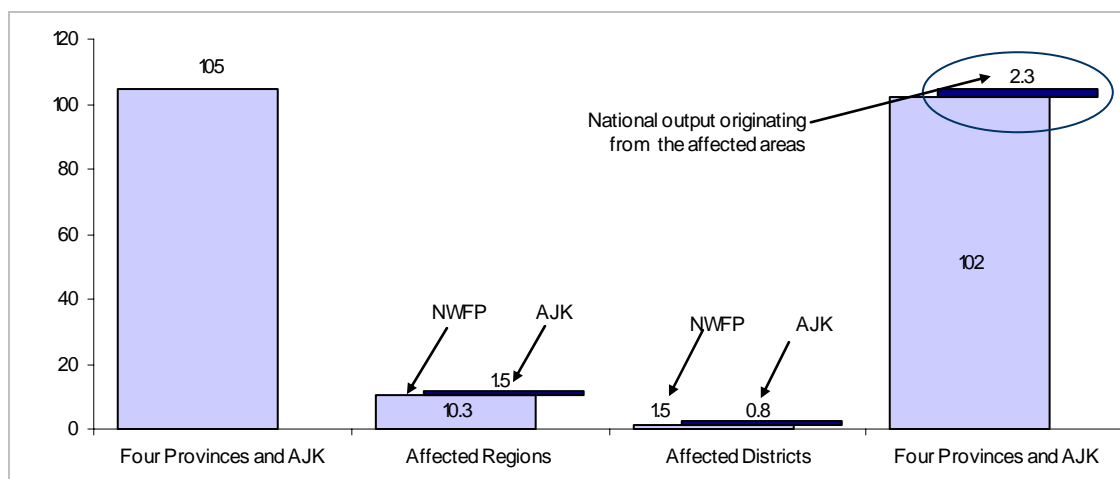 120
100
80
60
40
20
0
105
NWFP
AJK
1.5
10.3
NWFP
AJK
1.5
0.8
National output originating
from the affected areas
2.3
102
Four Provinces and AJK
Affected Regions
Affected Districts
Four Provinces and AJK